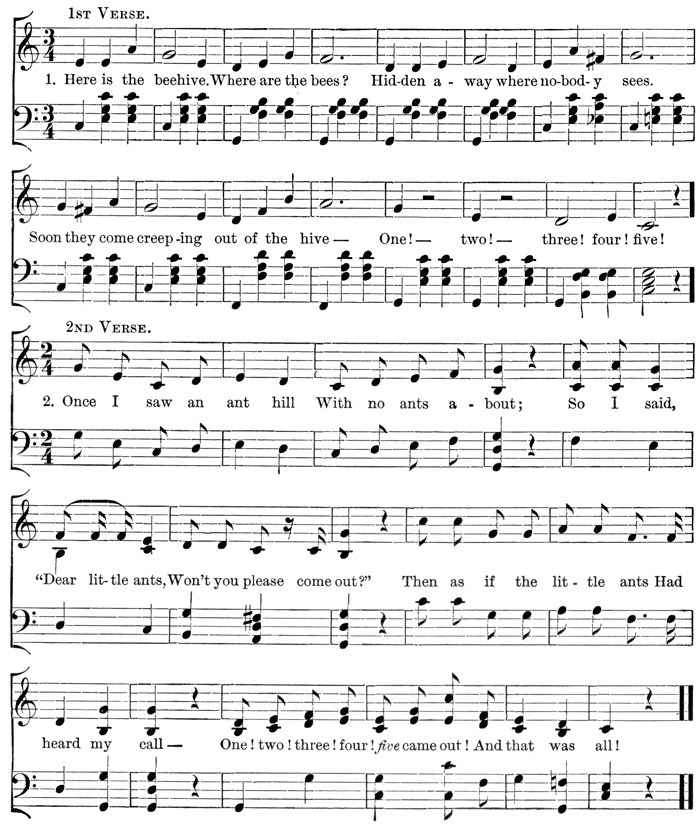 1st Verse.
1. Here is the beehive. Where are the bees? Hid-den a - way where no-bod-y sees.
Soon they come creep-ing out of the hive— One!— two!— three! four! five!
2nd Verse.
2. Once I saw an ant hill With no ants a - bout; So I said,
“Dear lit-tle ants, Won't you please come out?” Then as if the lit - tle ants Had
heard my call— One! two! three! four! five came out! And that was all!